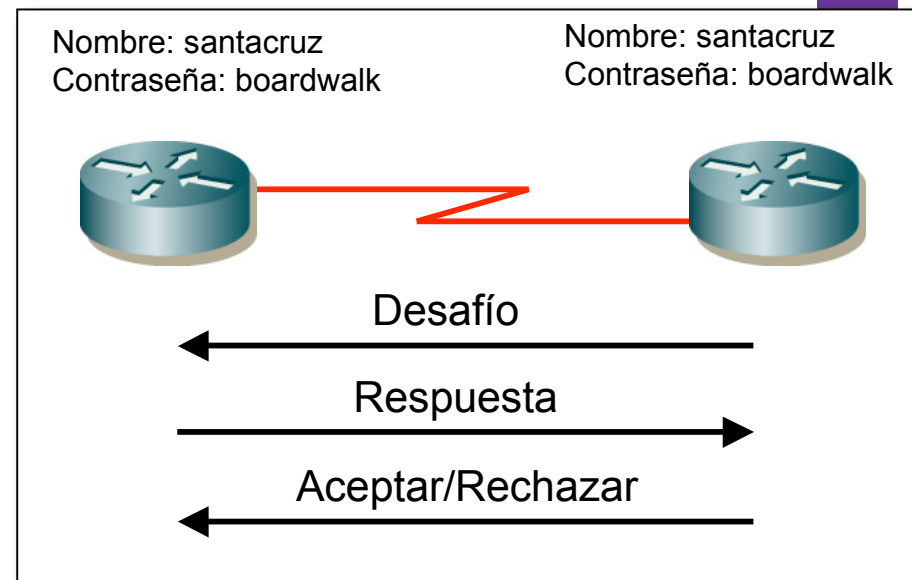 Nombre: santacruz
Contraseña: boardwalk
Nombre: santacruz
Contraseña: boardwalk
Desafío
Respuesta
Aceptar/Rechazar